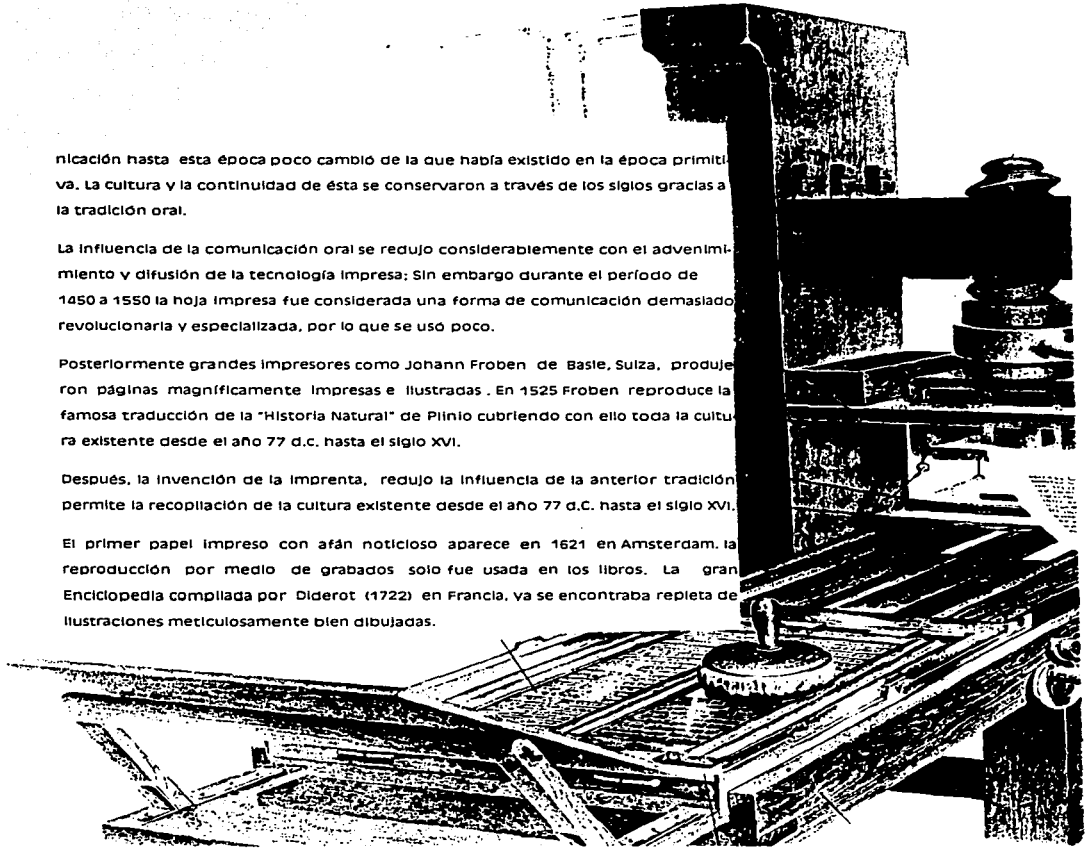 nicación hasta esta época poco cambió de la que había existido en la época primiti-
va. La cultura y la continuidad de ésta se conservaron a través de los siglos gracias a
la tradición oral.
La influencia de la comunicación oral se redujo considerablemente con el advenimi-
miento y difusión de la tecnología impresa; Sin embargo durante el período de
1450 a 1550 la hoja impresa fue considerada una forma de comunicación demasiado
revolucionaria y especializada, por lo que se usó poco.
Posteriormente grandes impresores como Johann Froben de Basle, Suiza, produje
ron páginas magníficamente impresas e ilustradas. En 1525 Froben reproduce la
famosa traducción de la "Historia Natural" de Plinio cubriendo con ello toda la cultu-
ra existente desde el año 77 d.c. hasta el siglo XVI.
Después, la invención de la imprenta, redujo la influencia de la anterior tradición
permite la recopilación de la cultura existente desde el año 77 d.C. hasta el siglo XVI.
El primer papel impreso con afán noticioso aparece en 1621 en Amsterdam. la
reproducción por medio de grabados solo fue usada en los libros. La gran
Enciclopedia compilada por Diderot (1722) en Francia, ya se encontraba repleta de
ilustraciones meticulosamente bien dibujadas.